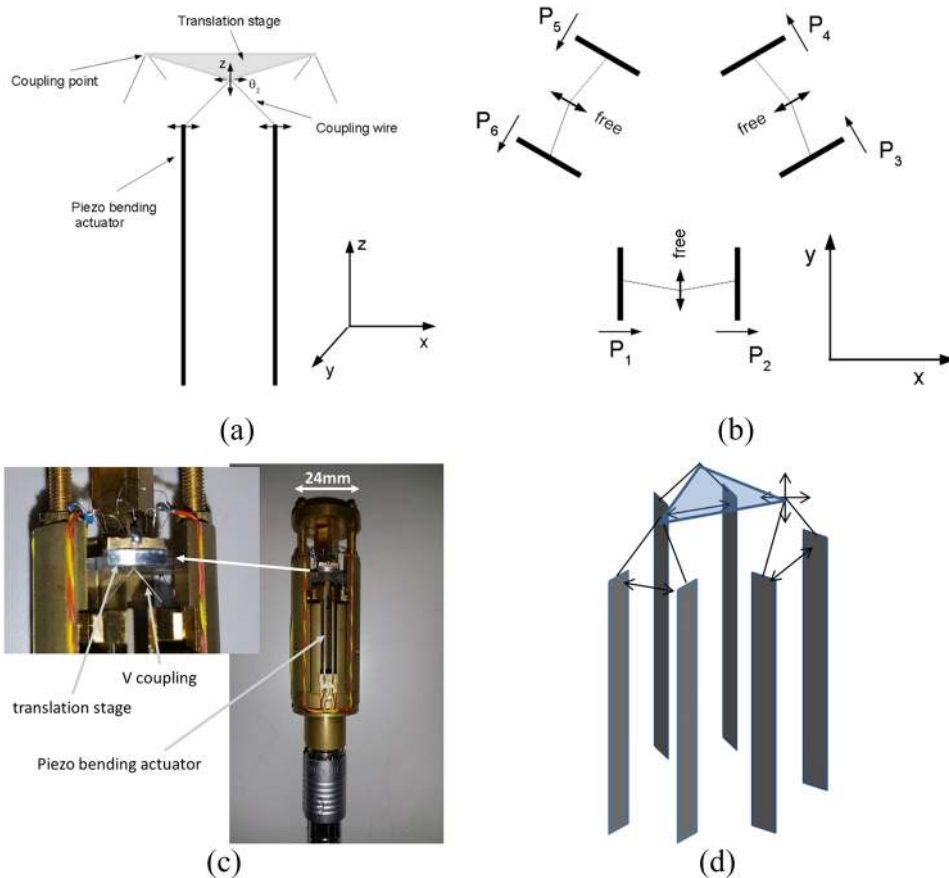 Translation stage
z
θ2
Coupling point
Coupling wire
Piezo bending
actuator
z
x
y
(a)
P5
P4
free
free
P6
P3
free
P1
P2
y
x
(b)
24mm
V coupling
translation stage
Piezo bending actuator
(c)
(d)